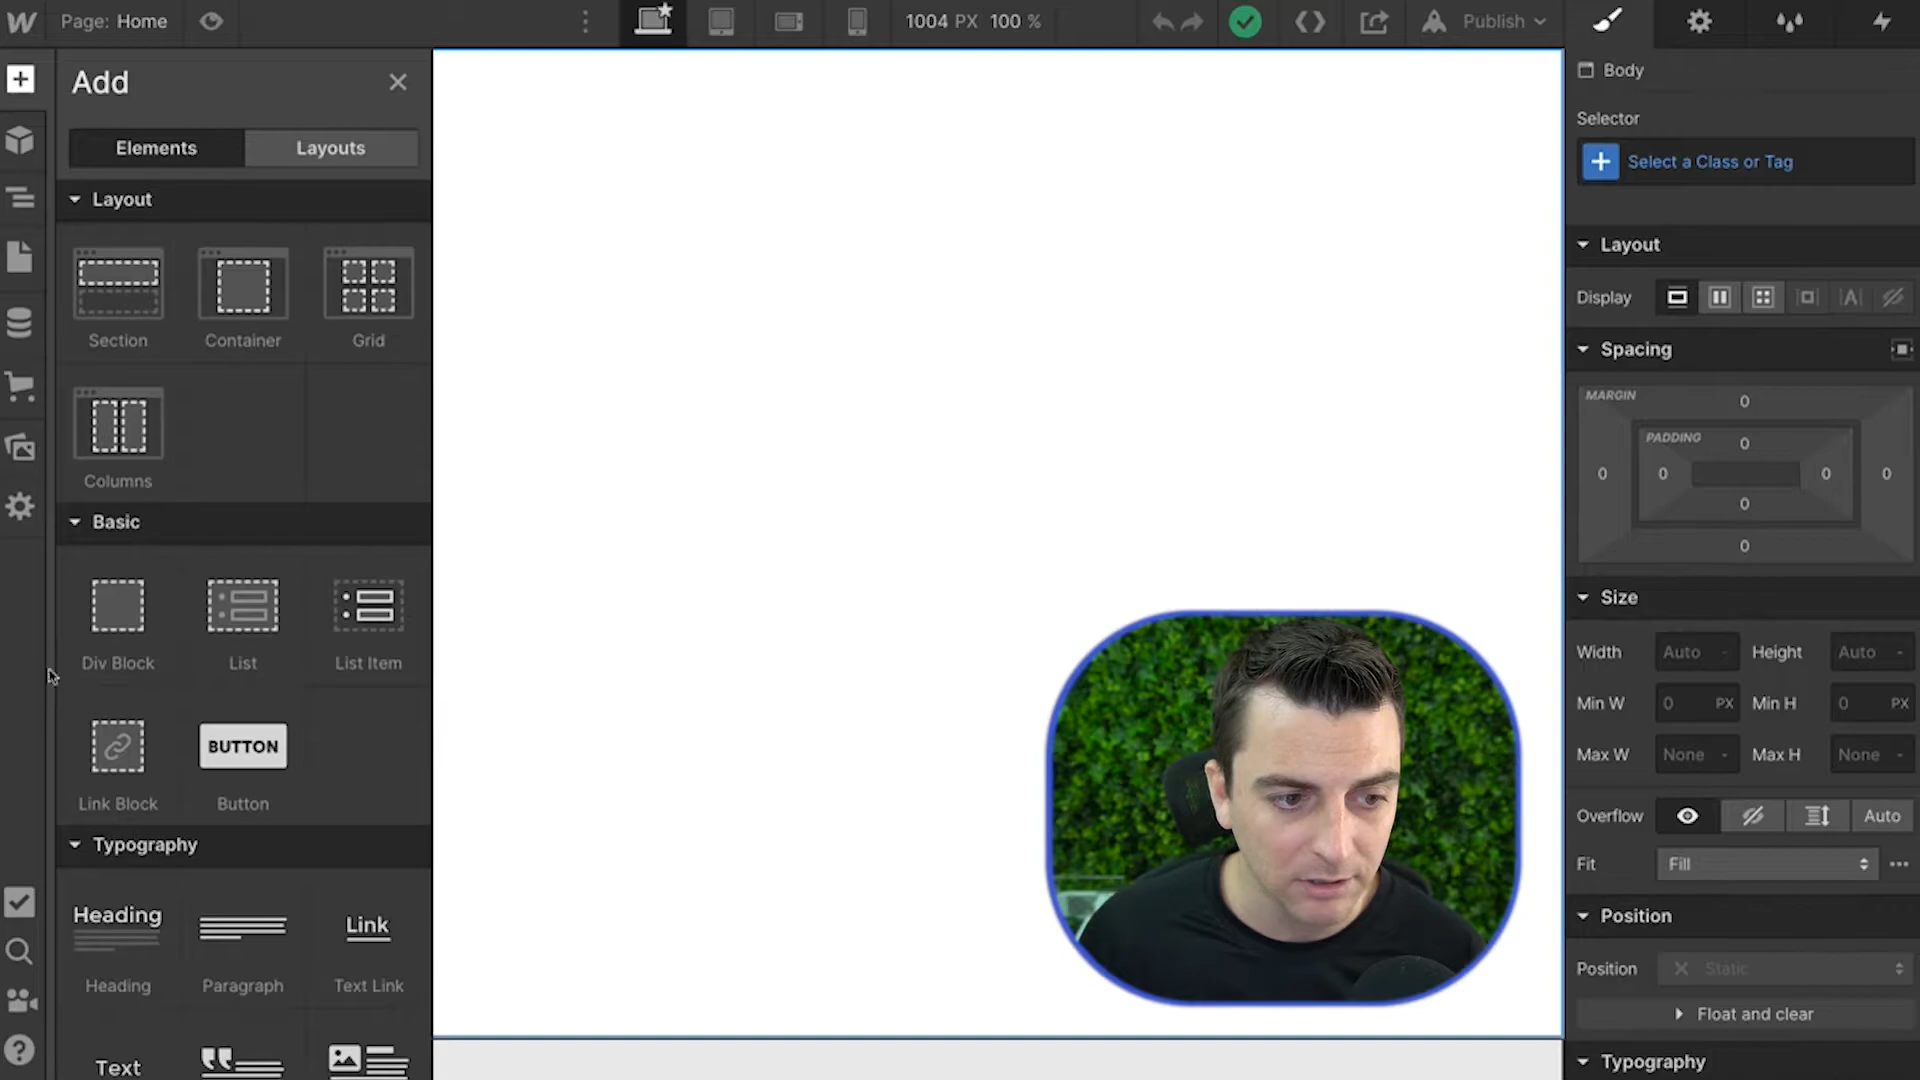 Page: Home
1004 PX 100 %
Publish
Add
Elements
Layouts
Layout
Section
Container
Grid
Columns
Basic
Div Block
List
List Item
BUTTON
Link Block
Button
Typography
Heading
Link
Heading
Paragraph
Text Link
Text
Body
Selector
Select a Class or Tag
Layout
Display
Spacing
MARGIN
0
PADDING
0
0
0
0
0
0
0
Size
Width
Auto
-
Height
Auto
-
Min W
0
PX
Min H
0
PX
Max W
None
-
Max H
None
-
Overflow
Auto
Fit
Fill
Position
Position
Static
Float and clear
Typography